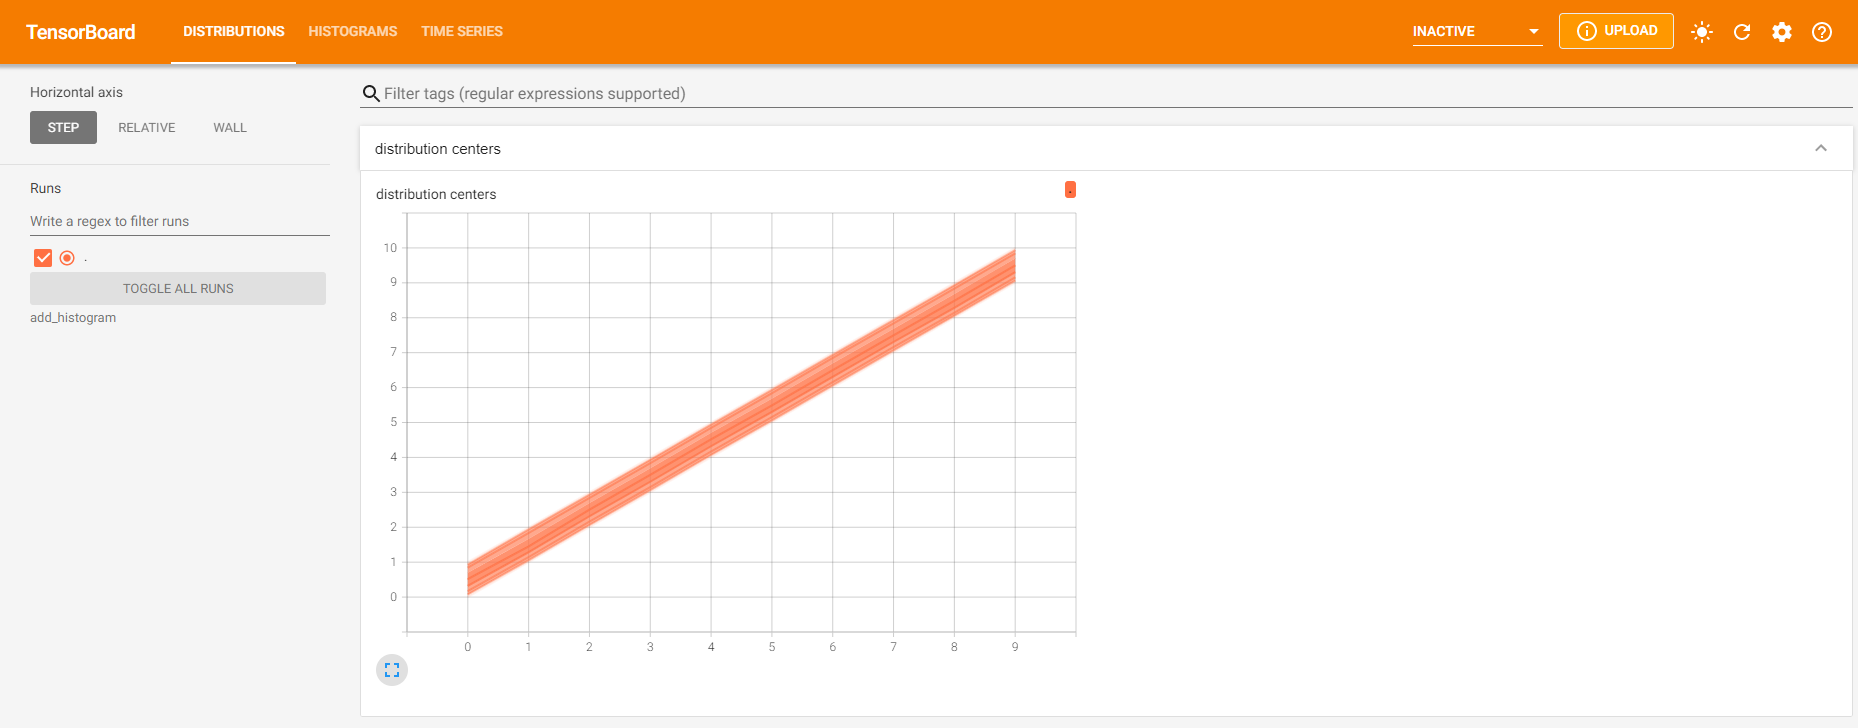 TensorBoard DISTRIBUTIONS HISTOGRAMS TIME SERIES INACTIVE UPLOAD
Horizontal axis
STEP RELATIVE WALL
Runs
Write a regex to filter runs
.
TOGGLE ALL RUNS
add_histogram
Filter tags (regular expressions supported)
distribution centers
distribution centers
.
10
9
8
7
6
5
4
3
2
1
0
0 1 2 3 4 5 6 7 8 9